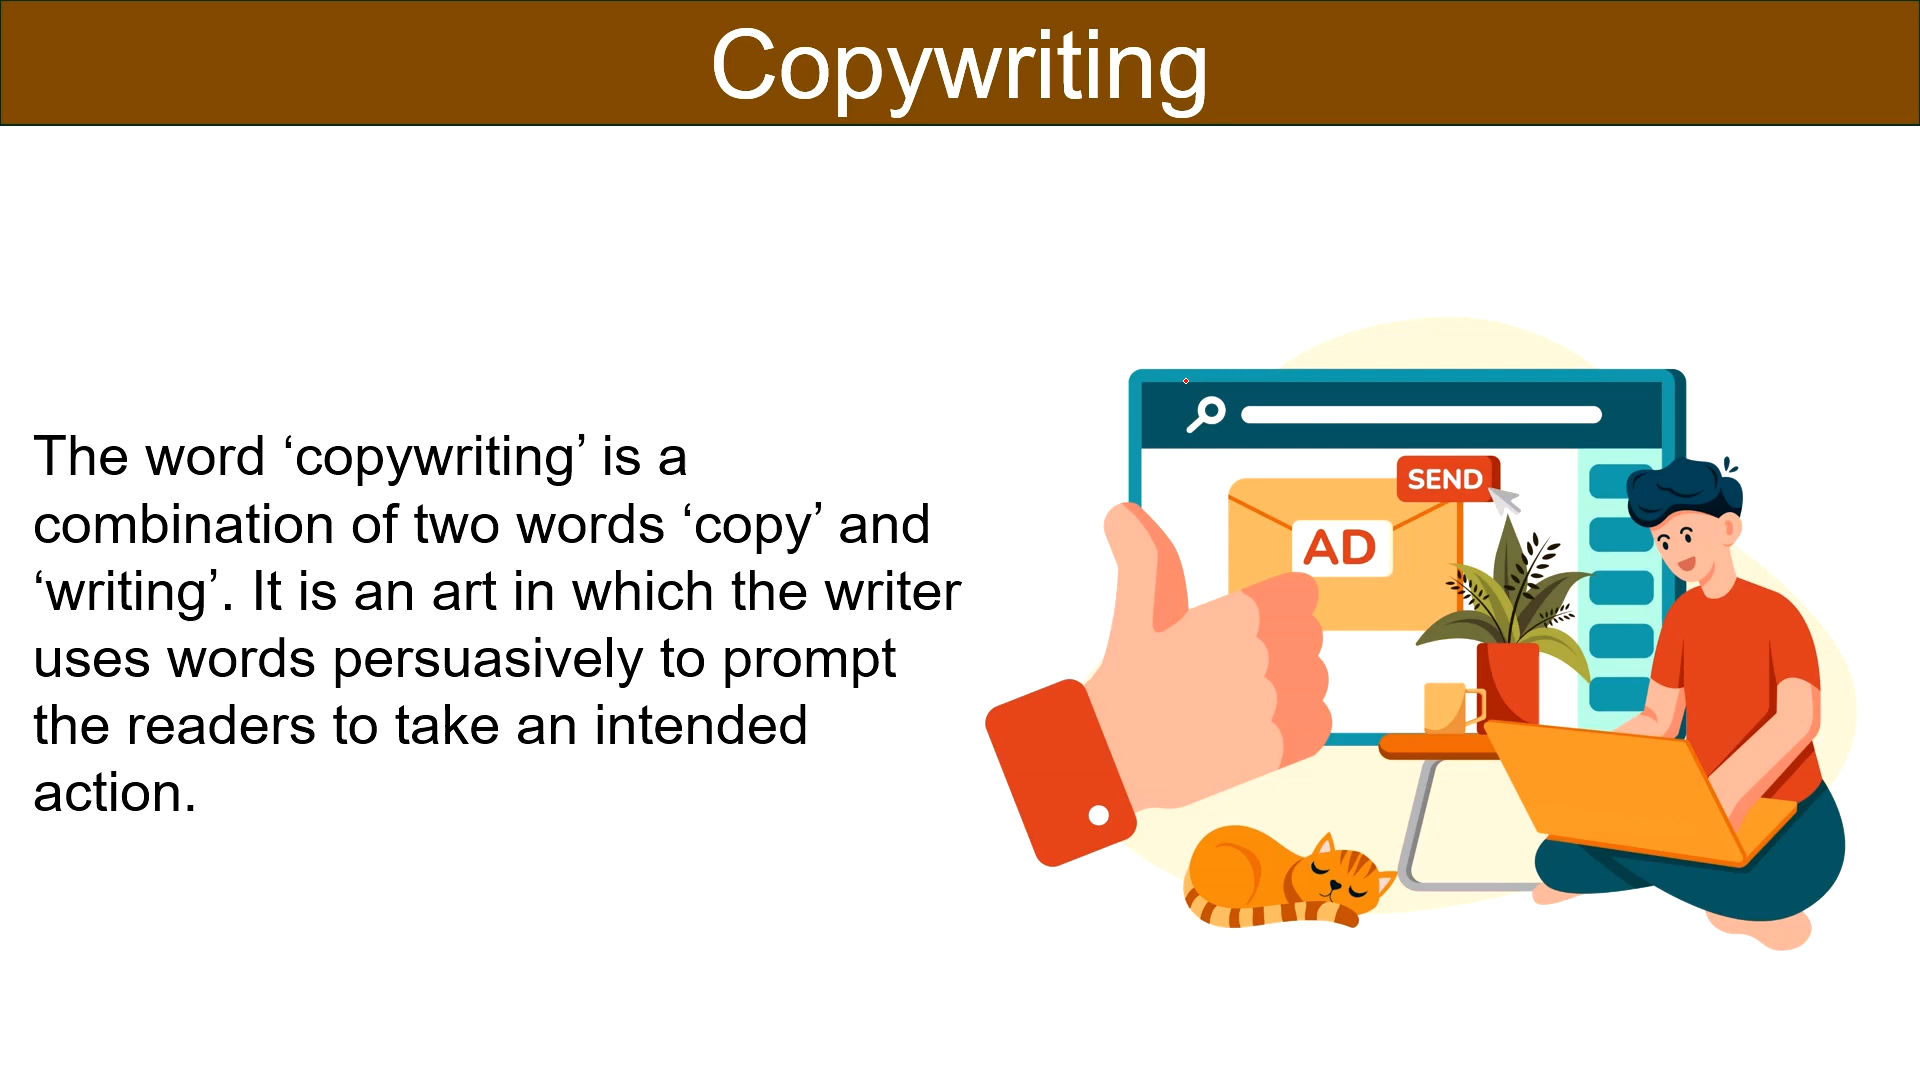 Copywriting
The word ‘copywriting’ is a
combination of two words ‘copy’ and
‘writing’. It is an art in which the writer
uses words persuasively to prompt
the readers to take an intended
action.
SEND
AD